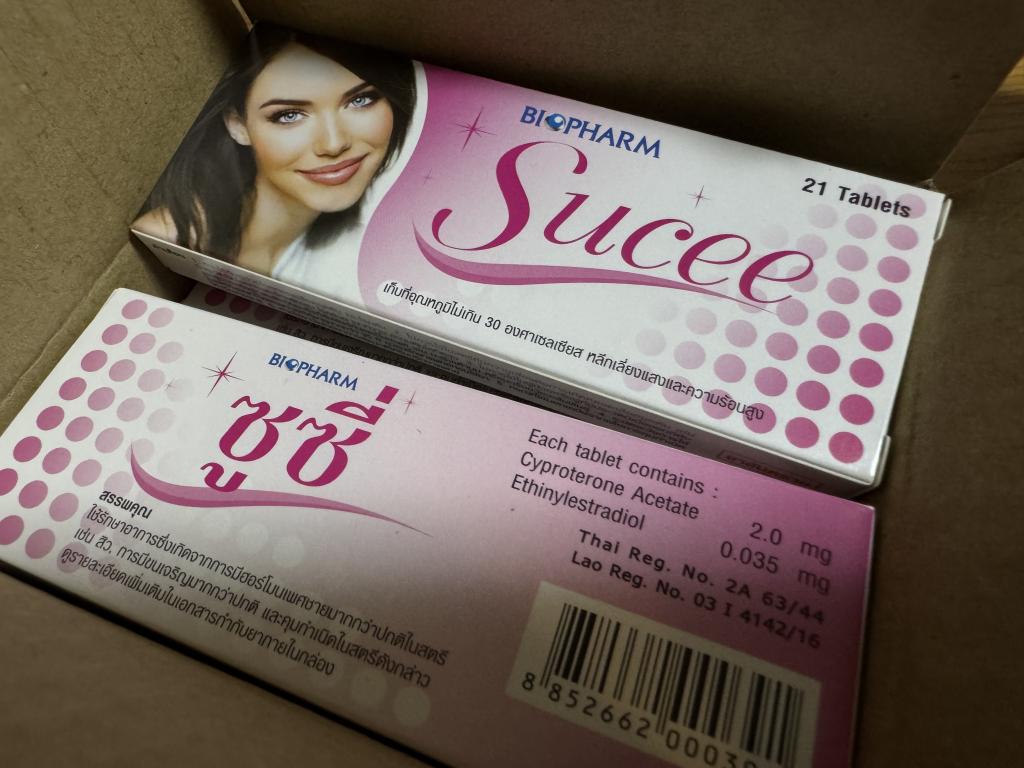 BIOPHARM
Sucee
21 Tablets
เก็บที่อุณหภูมิไม่เกิน 30 องศาเซลเซียส หลีกเลี่ยงแสงและความร้อนสูง
BIOPHARM
ซูซี่
สรรพคุณ
ใช้รักษาอาการซึ่งเกิดจากการมีฮอร์โมนเพศชายมากกว่าปกติในสตรี
เช่น สิว, การมีขนเจริญมากกว่าปกติ และคุมกำเนิดในสตรีดังกล่าว
ดูรายละเอียดเพิ่มเติมในเอกสารกำกับยาภายในกล่อง
Each tablet contains :
Cyproterone Acetate 2.0 mg
Ethinylestradiol 0.035 mg
Thai Reg. No. 2A 63/44
Lao Reg. No. 03 I 4142/16
8 852662 00039